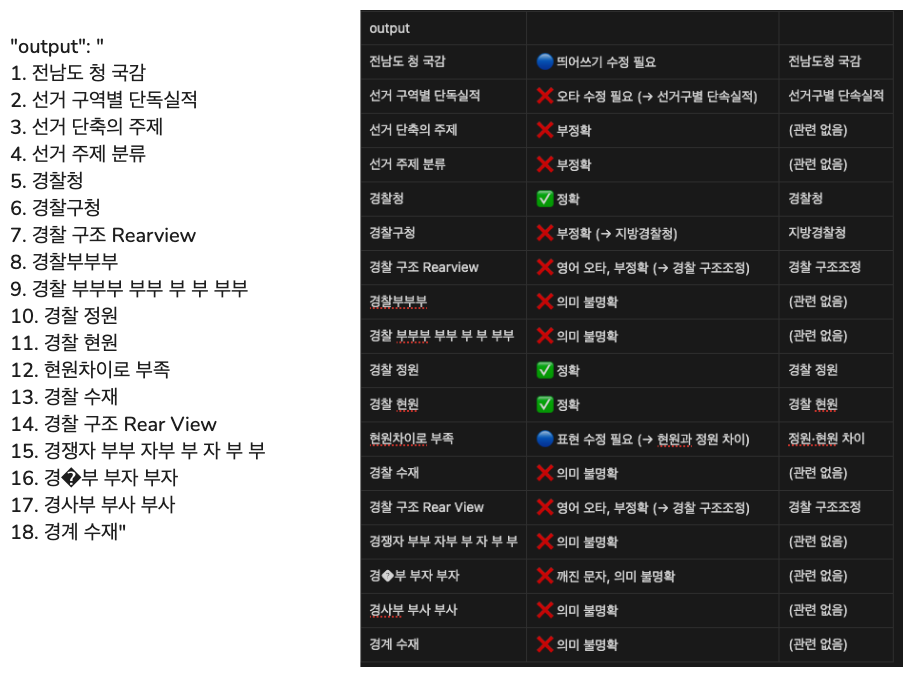 "output": "
1. 전남도 청 국감
2. 선거 구역별 단독실적
3. 선거 단축의 주제
4. 선거 주제 분류
5. 경찰청
6. 경찰구청
7. 경찰 구조 Rearview
8. 경찰부부부
9. 경찰 부부부 부부 부 부 부부
10. 경찰 정원
11. 경찰 현원
12. 현원차이로 부족
13. 경찰 수재
14. 경찰 구조 Rear View
15. 경쟁자 부부 자부 부 자 부 부
16. 경�부 부자 부자
17. 경사부 부사 부사
18. 경계 수재"
output
전남도 청 국감 🔵 띄어쓰기 수정 필요 전남도청 국감
선거 구역별 단독실적 ❌ 오타 수정 필요 (→ 선거구별 단속실적) 선거구별 단속실적
선거 단축의 주제 ❌ 부정확 (관련 없음)
선거 주제 분류 ❌ 부정확 (관련 없음)
경찰청 ✅ 정확 경찰청
경찰구청 ❌ 부정확 (→ 지방경찰청) 지방경찰청
경찰 구조 Rearview ❌ 영어 오타, 부정확 (→ 경찰 구조조정) 경찰 구조조정
경찰부부부 ❌ 의미 불명확 (관련 없음)
경찰 부부부 부부 부 부 부부 ❌ 의미 불명확 (관련 없음)
경찰 정원 ✅ 정확 경찰 정원
경찰 현원 ✅ 정확 경찰 현원
현원차이로 부족 🔵 표현 수정 필요 (→ 현원과 정원 차이) 정원·현원 차이
경찰 수재 ❌ 의미 불명확 (관련 없음)
경찰 구조 Rear View ❌ 영어 오타, 부정확 (→ 경찰 구조조정) 경찰 구조조정
경쟁자 부부 자부 부 자 부 부 ❌ 의미 불명확 (관련 없음)
경�부 부자 부자 ❌ 깨진 문자, 의미 불명확 (관련 없음)
경사부 부사 부사 ❌ 의미 불명확 (관련 없음)
경계 수재 ❌ 의미 불명확 (관련 없음)